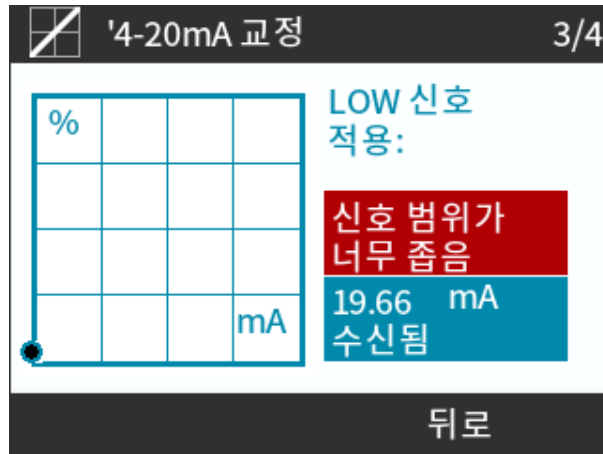 '4-20mA 교정 3/4
%
mA
LOW 신호
적용:
신호 범위가
너무 좁음
19.66 mA
수신됨
뒤로